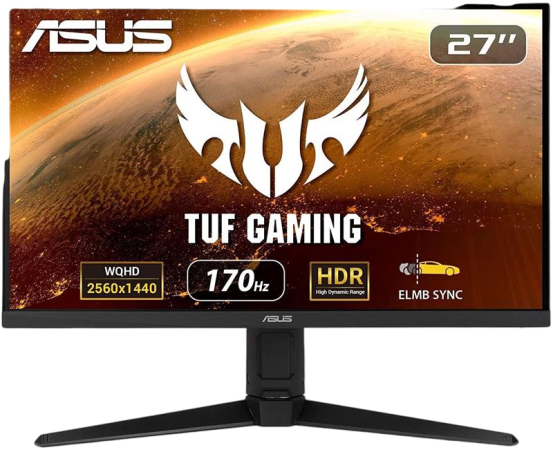 ASUS
27’’
TUF GAMING
WQHD
2560x1440
170Hz
HDR
High Dynamic Range
ELMB SYNC
ASUS